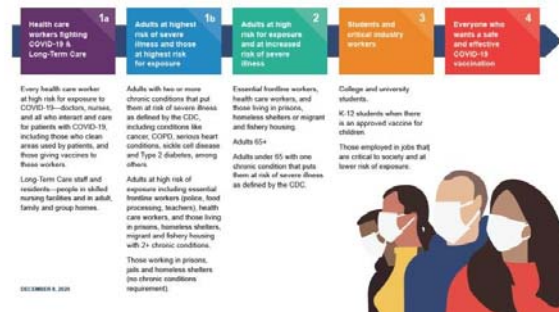 1a
Health care
workers fighting
COVID-19 &
Long-Term Care
1b
Adults at highest
risk of severe
illness and those
at highest risk
for exposure
2
Adults at high
risk for exposure
and at increased
risk of severe
illness
3
Students and
critical industry
workers
4
Everyone who
wants a safe
and effective
COVID-19
vaccination
Every health care worker
at high risk for exposure to
COVID-19—doctors, nurses,
and all who interact and care
for patients with COVID-19,
including those who clean
areas used by patients, and
those giving vaccines to
these workers.
Long-Term Care staff and
residents—people in skilled
nursing facilities and in adult,
family and group homes.
Adults with two or more
chronic conditions that put
them at risk of severe illness
as defined by the CDC,
including conditions like
cancer, COPD, serious heart
conditions, sickle cell disease
and Type 2 diabetes, among
others.
Adults at high risk of
exposure including essential
frontline workers (police, food
processing, teachers), health
care workers, and those living
in prisons, homeless shelters,
migrant and fishery housing
with 2+ chronic conditions.
Those working in prisons,
jails and homeless shelters
(no chronic conditions
requirement).
Essential frontline workers,
health care workers, and
those living in prisons,
homeless shelters or migrant
and fishery housing.
Adults 65+
Adults under 65 with one
chronic condition that puts
them at risk of severe illness
as defined by the CDC.
College and university
students.
K-12 students when there
is an approved vaccine for
children.
Those employed in jobs that
are critical to society and at
lower risk of exposure.
DECEMBER 8, 2020